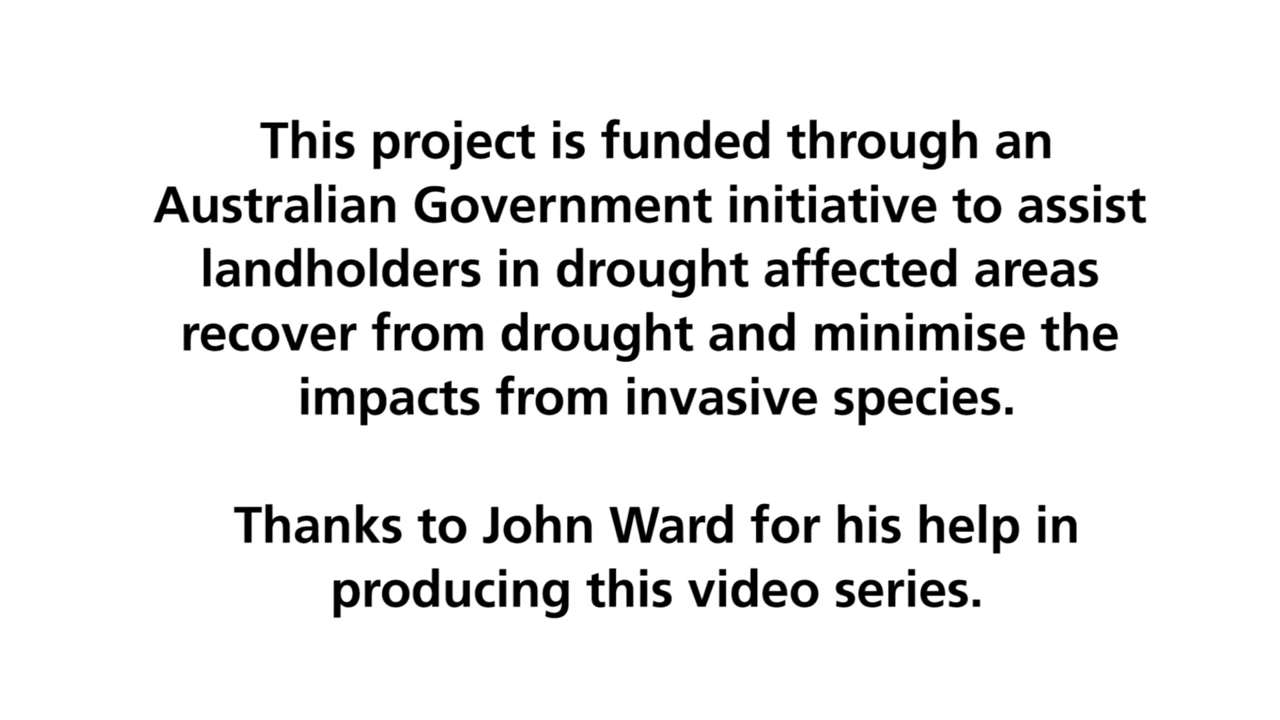 This project is funded through an
Australian Government initiative to assist
landholders in drought affected areas
recover from drought and minimise the
impacts from invasive species.
Thanks to John Ward for his help in
producing this video series.